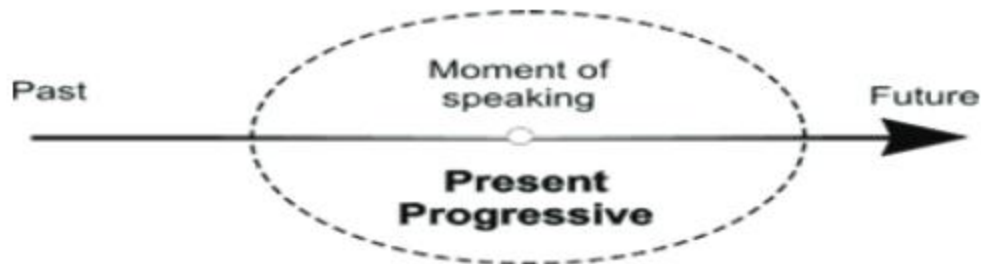 Past
Moment of
speaking
Future
Present
Progressive